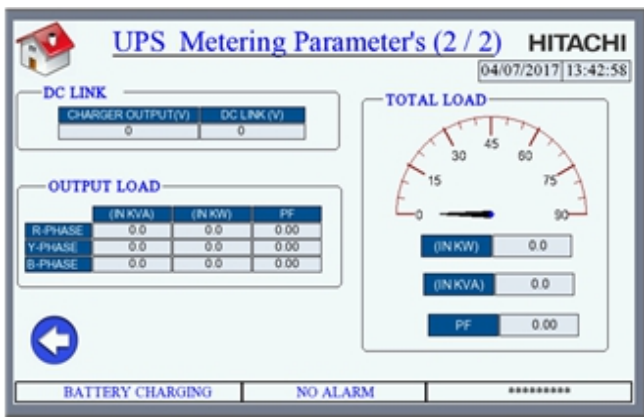 UPS Metering Parameter's (2 / 2) HITACHI
04/07/2017 13:42:58
DC LINK
CHARGER OUTPUT(V) DC LINK (V)
0 0
OUTPUT LOAD
(IN KVA) (IN KW) PF
R-PHASE 0.0 0.0 0.00
Y-PHASE 0.0 0.0 0.00
B-PHASE 0.0 0.0 0.00
TOTAL LOAD
0 15 30 45 60 75 90
(IN KW) 0.0
(IN KVA) 0.0
PF 0.00
BATTERY CHARGING NO ALARM *********